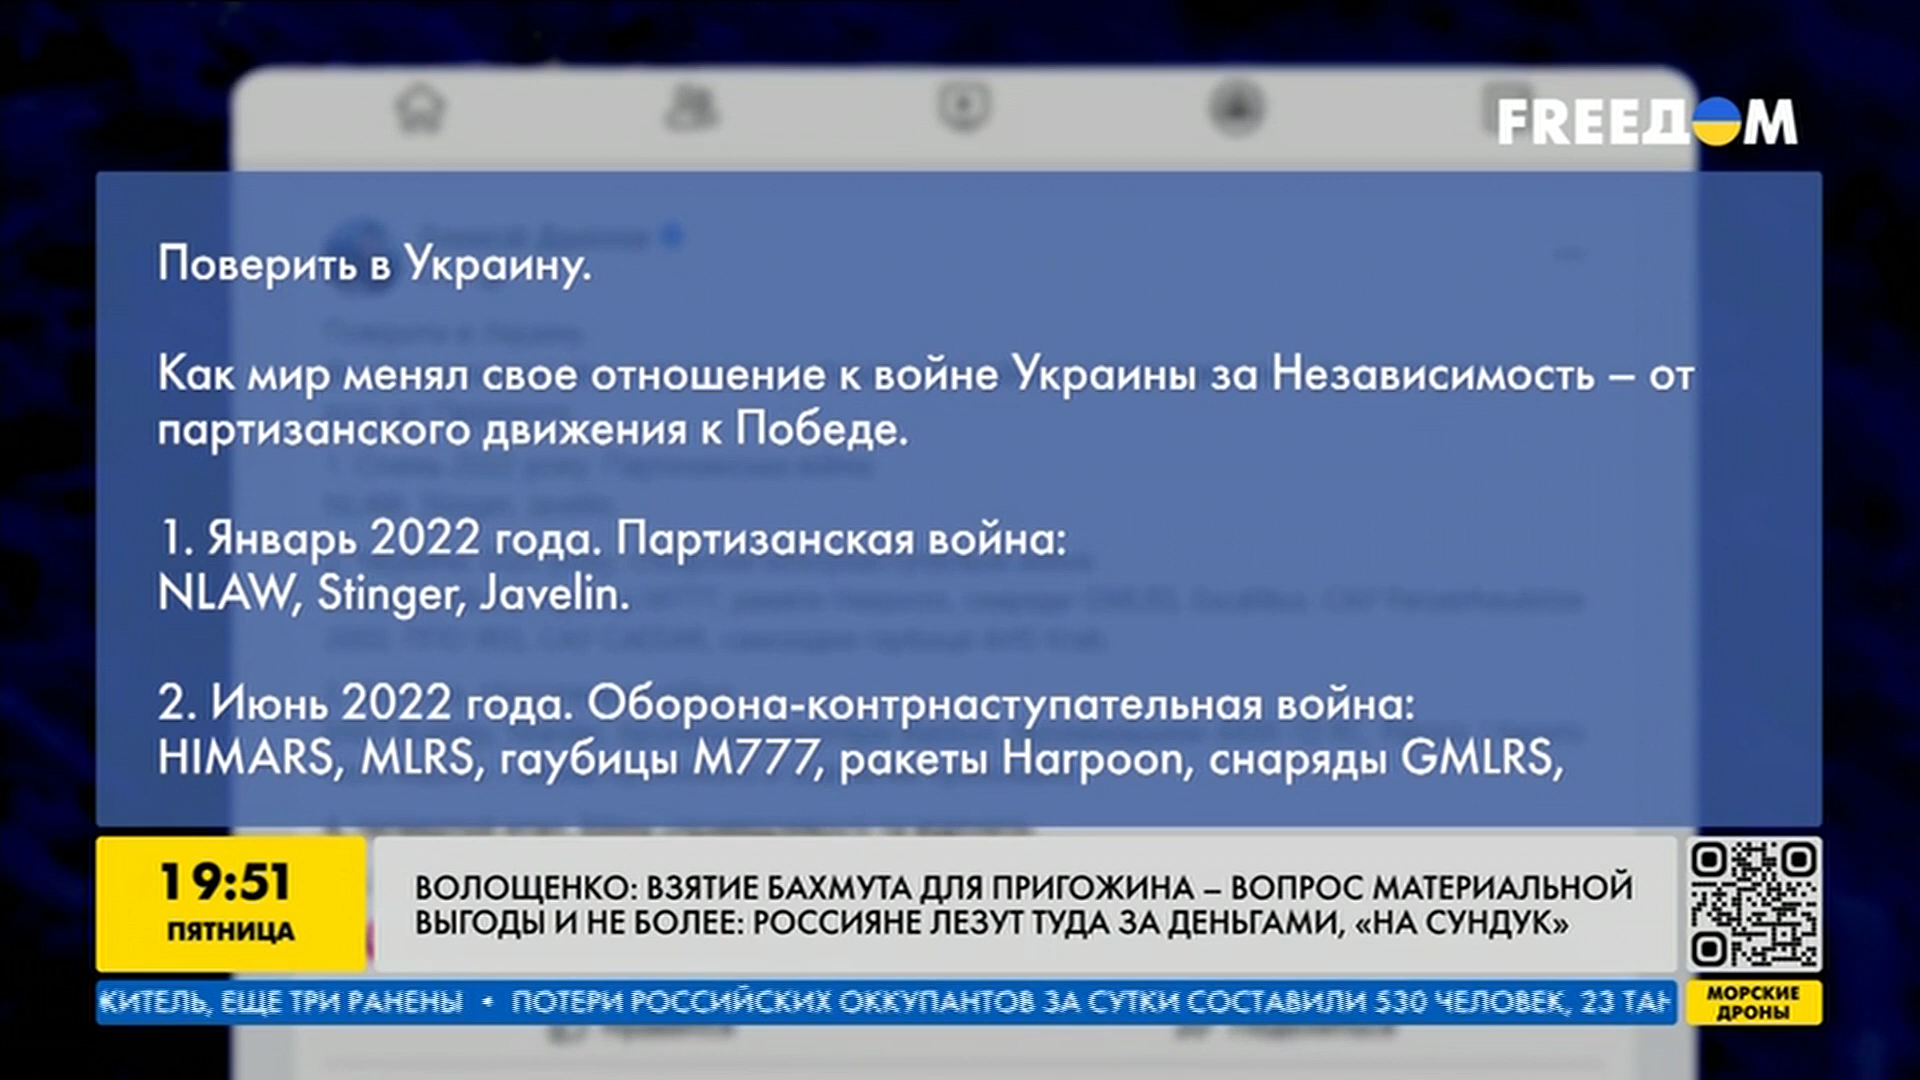 FREEДOM
Поверить в Украину.
Как мир менял свое отношение к войне Украины за Независимость – от
партизанского движения к Победе.
1. Январь 2022 года. Партизанская война:
NLAW, Stinger, Javelin.
2. Июнь 2022 года. Оборона-контрнаступательная война:
HIMARS, MLRS, гаубицы M777, ракеты Harpoon, снаряды GMLRS,
19:51
ПЯТНИЦА
ВОЛОЩЕНКО: ВЗЯТИЕ БАХМУТА ДЛЯ ПРИГОЖИНА – ВОПРОС МАТЕРИАЛЬНОЙ
ВЫГОДЫ И НЕ БОЛЕЕ: РОССИЯНЕ ЛЕЗУТ ТУДА ЗА ДЕНЬГАМИ, «НА СУНДУК»
КИТЕЛЬ, ЕЩЕ ТРИ РАНЕНЫ • ПОТЕРИ РОССИЙСКИХ ОККУПАНТОВ ЗА СУТКИ СОСТАВИЛИ 530 ЧЕЛОВЕК, 23 ТАН
МОРСКИЕ
ДРОНЫ